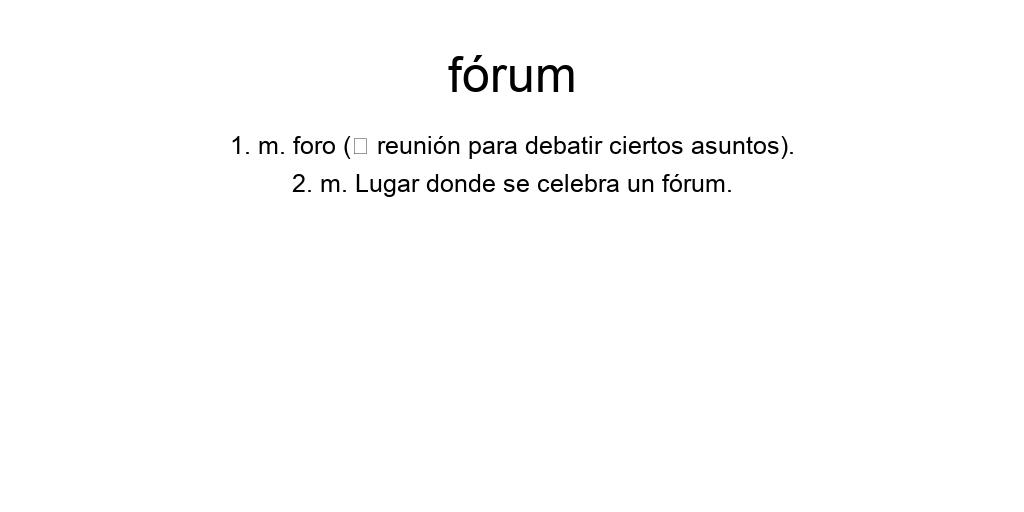 fórum
1. m. foro (□ reunión para debatir ciertos asuntos).
2. m. Lugar donde se celebra un fórum.